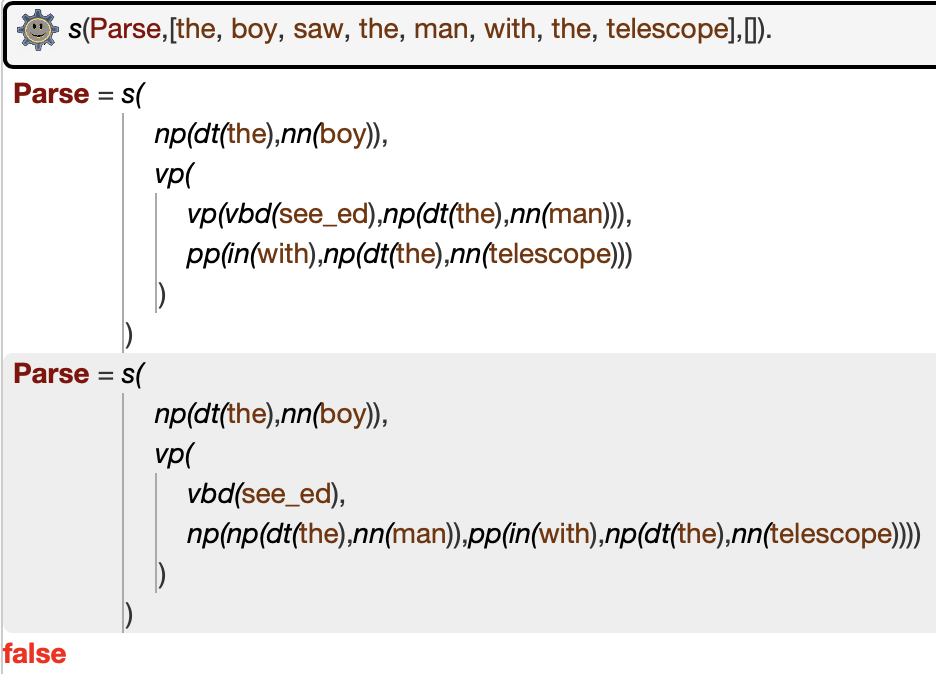 s(Parse,[the, boy, saw, the, man, with, the, telescope],[]).
Parse = s(
np(dt(the),nn(boy)),
vp(
vp(vbd(see_ed),np(dt(the),nn(man))),
pp(in(with),np(dt(the),nn(telescope)))
)
)
Parse = s(
np(dt(the),nn(boy)),
vp(
vbd(see_ed),
np(np(dt(the),nn(man)),pp(in(with),np(dt(the),nn(telescope))))
)
)
false